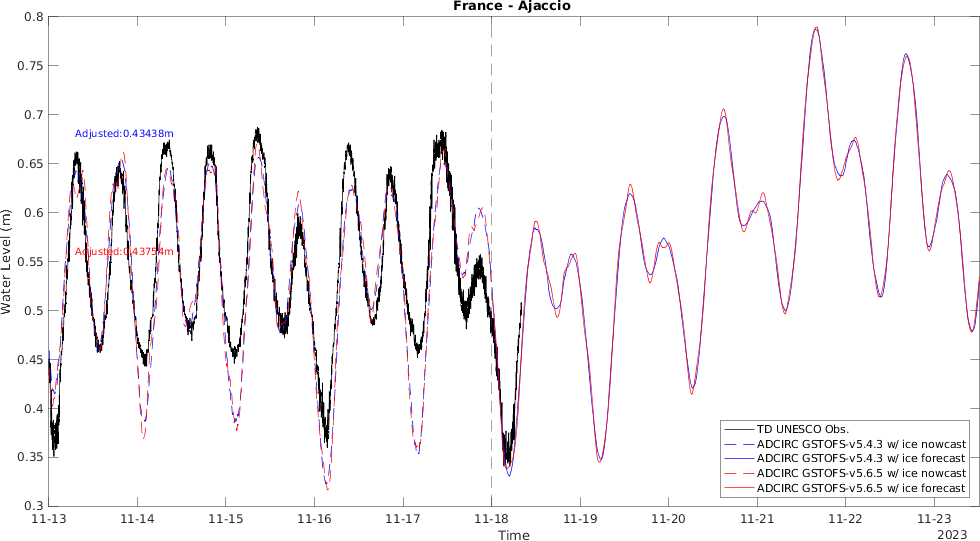 France - Ajaccio
0.8
0.75
0.7
0.65
0.6
0.55
0.5
0.45
0.4
0.35
0.3
Water Level (m)
Adjusted:0.43438m
Adjusted:0.43754m
TD UNESCO Obs.
ADCIRC GSTOFS-v5.4.3 w/ ice nowcast
ADCIRC GSTOFS-v5.4.3 w/ ice forecast
ADCIRC GSTOFS-v5.6.5 w/ ice nowcast
ADCIRC GSTOFS-v5.6.5 w/ ice forecast
11-13 11-14 11-15 11-16 11-17 11-18 11-19 11-20 11-21 11-22 11-23
Time
2023